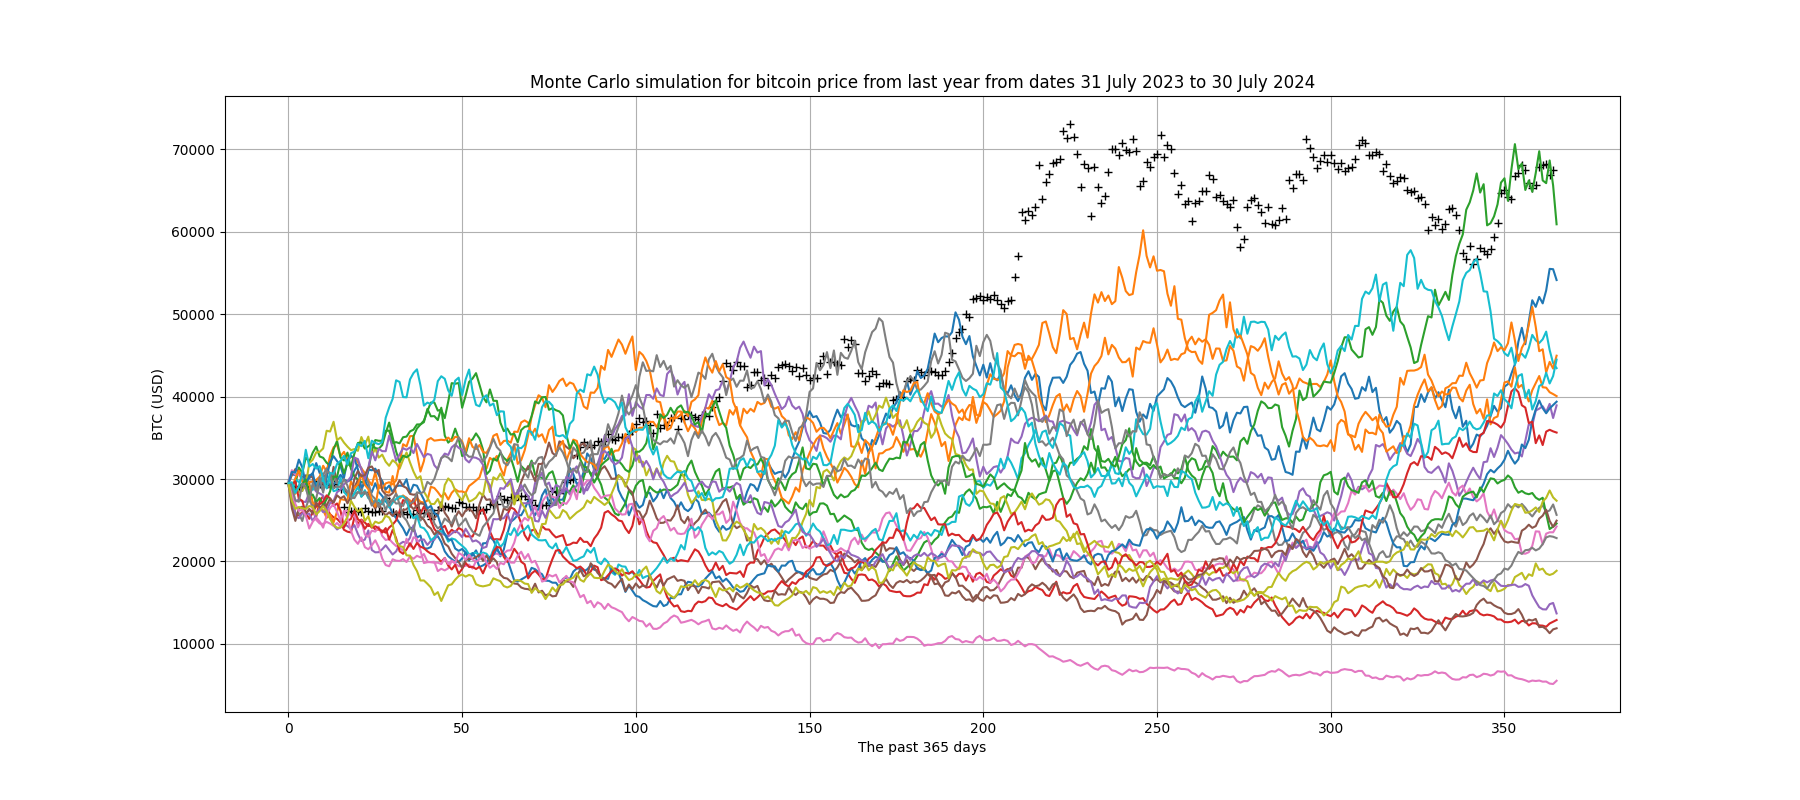 Monte Carlo simulation for bitcoin price from last year from dates 31 July 2023 to 30 July 2024
BTC (USD)
70000
60000
50000
40000
30000
20000
10000
0 50 100 150 200 250 300 350
The past 365 days